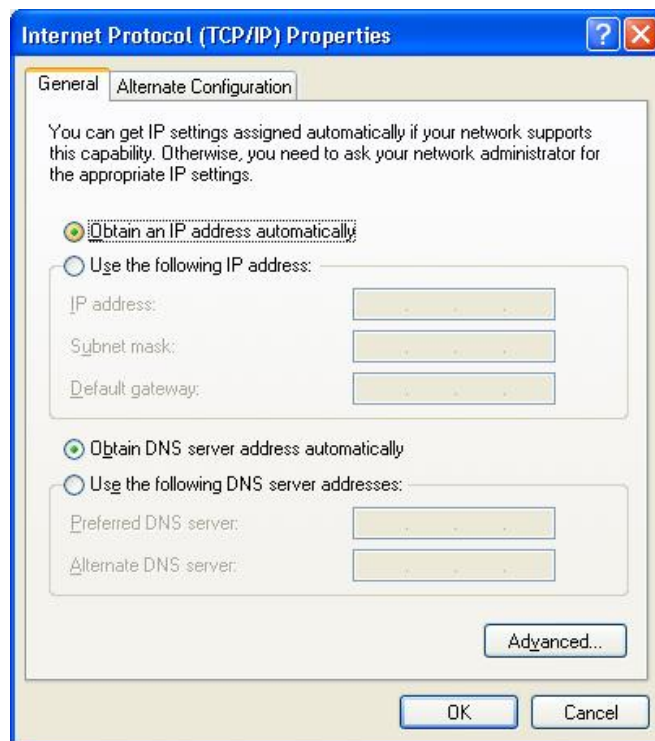 Internet Protocol (TCP/IP) Properties
General
Alternate Configuration
You can get IP settings assigned automatically if your network supports
this capability. Otherwise, you need to ask your network administrator for
the appropriate IP settings.
Obtain an IP address automatically
Use the following IP address:
IP address:
Subnet mask:
Default gateway:
Obtain DNS server address automatically
Use the following DNS server addresses:
Preferred DNS server:
Alternate DNS server:
Advanced...
OK
Cancel